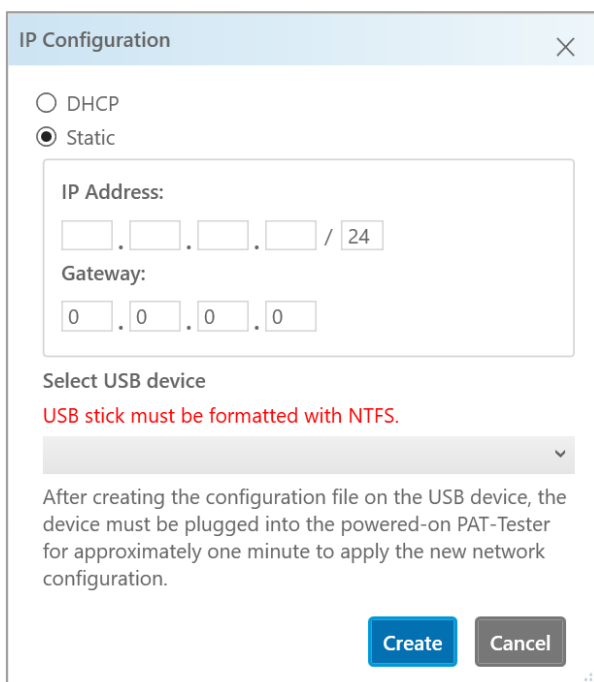 IP Configuration
DHCP
Static
IP Address:
. . . / 24
Gateway:
0 . 0 . 0 . 0
Select USB device
USB stick must be formatted with NTFS.
After creating the configuration file on the USB device, the
device must be plugged into the powered-on PAT-Tester
for approximately one minute to apply the new network
configuration.
Create Cancel